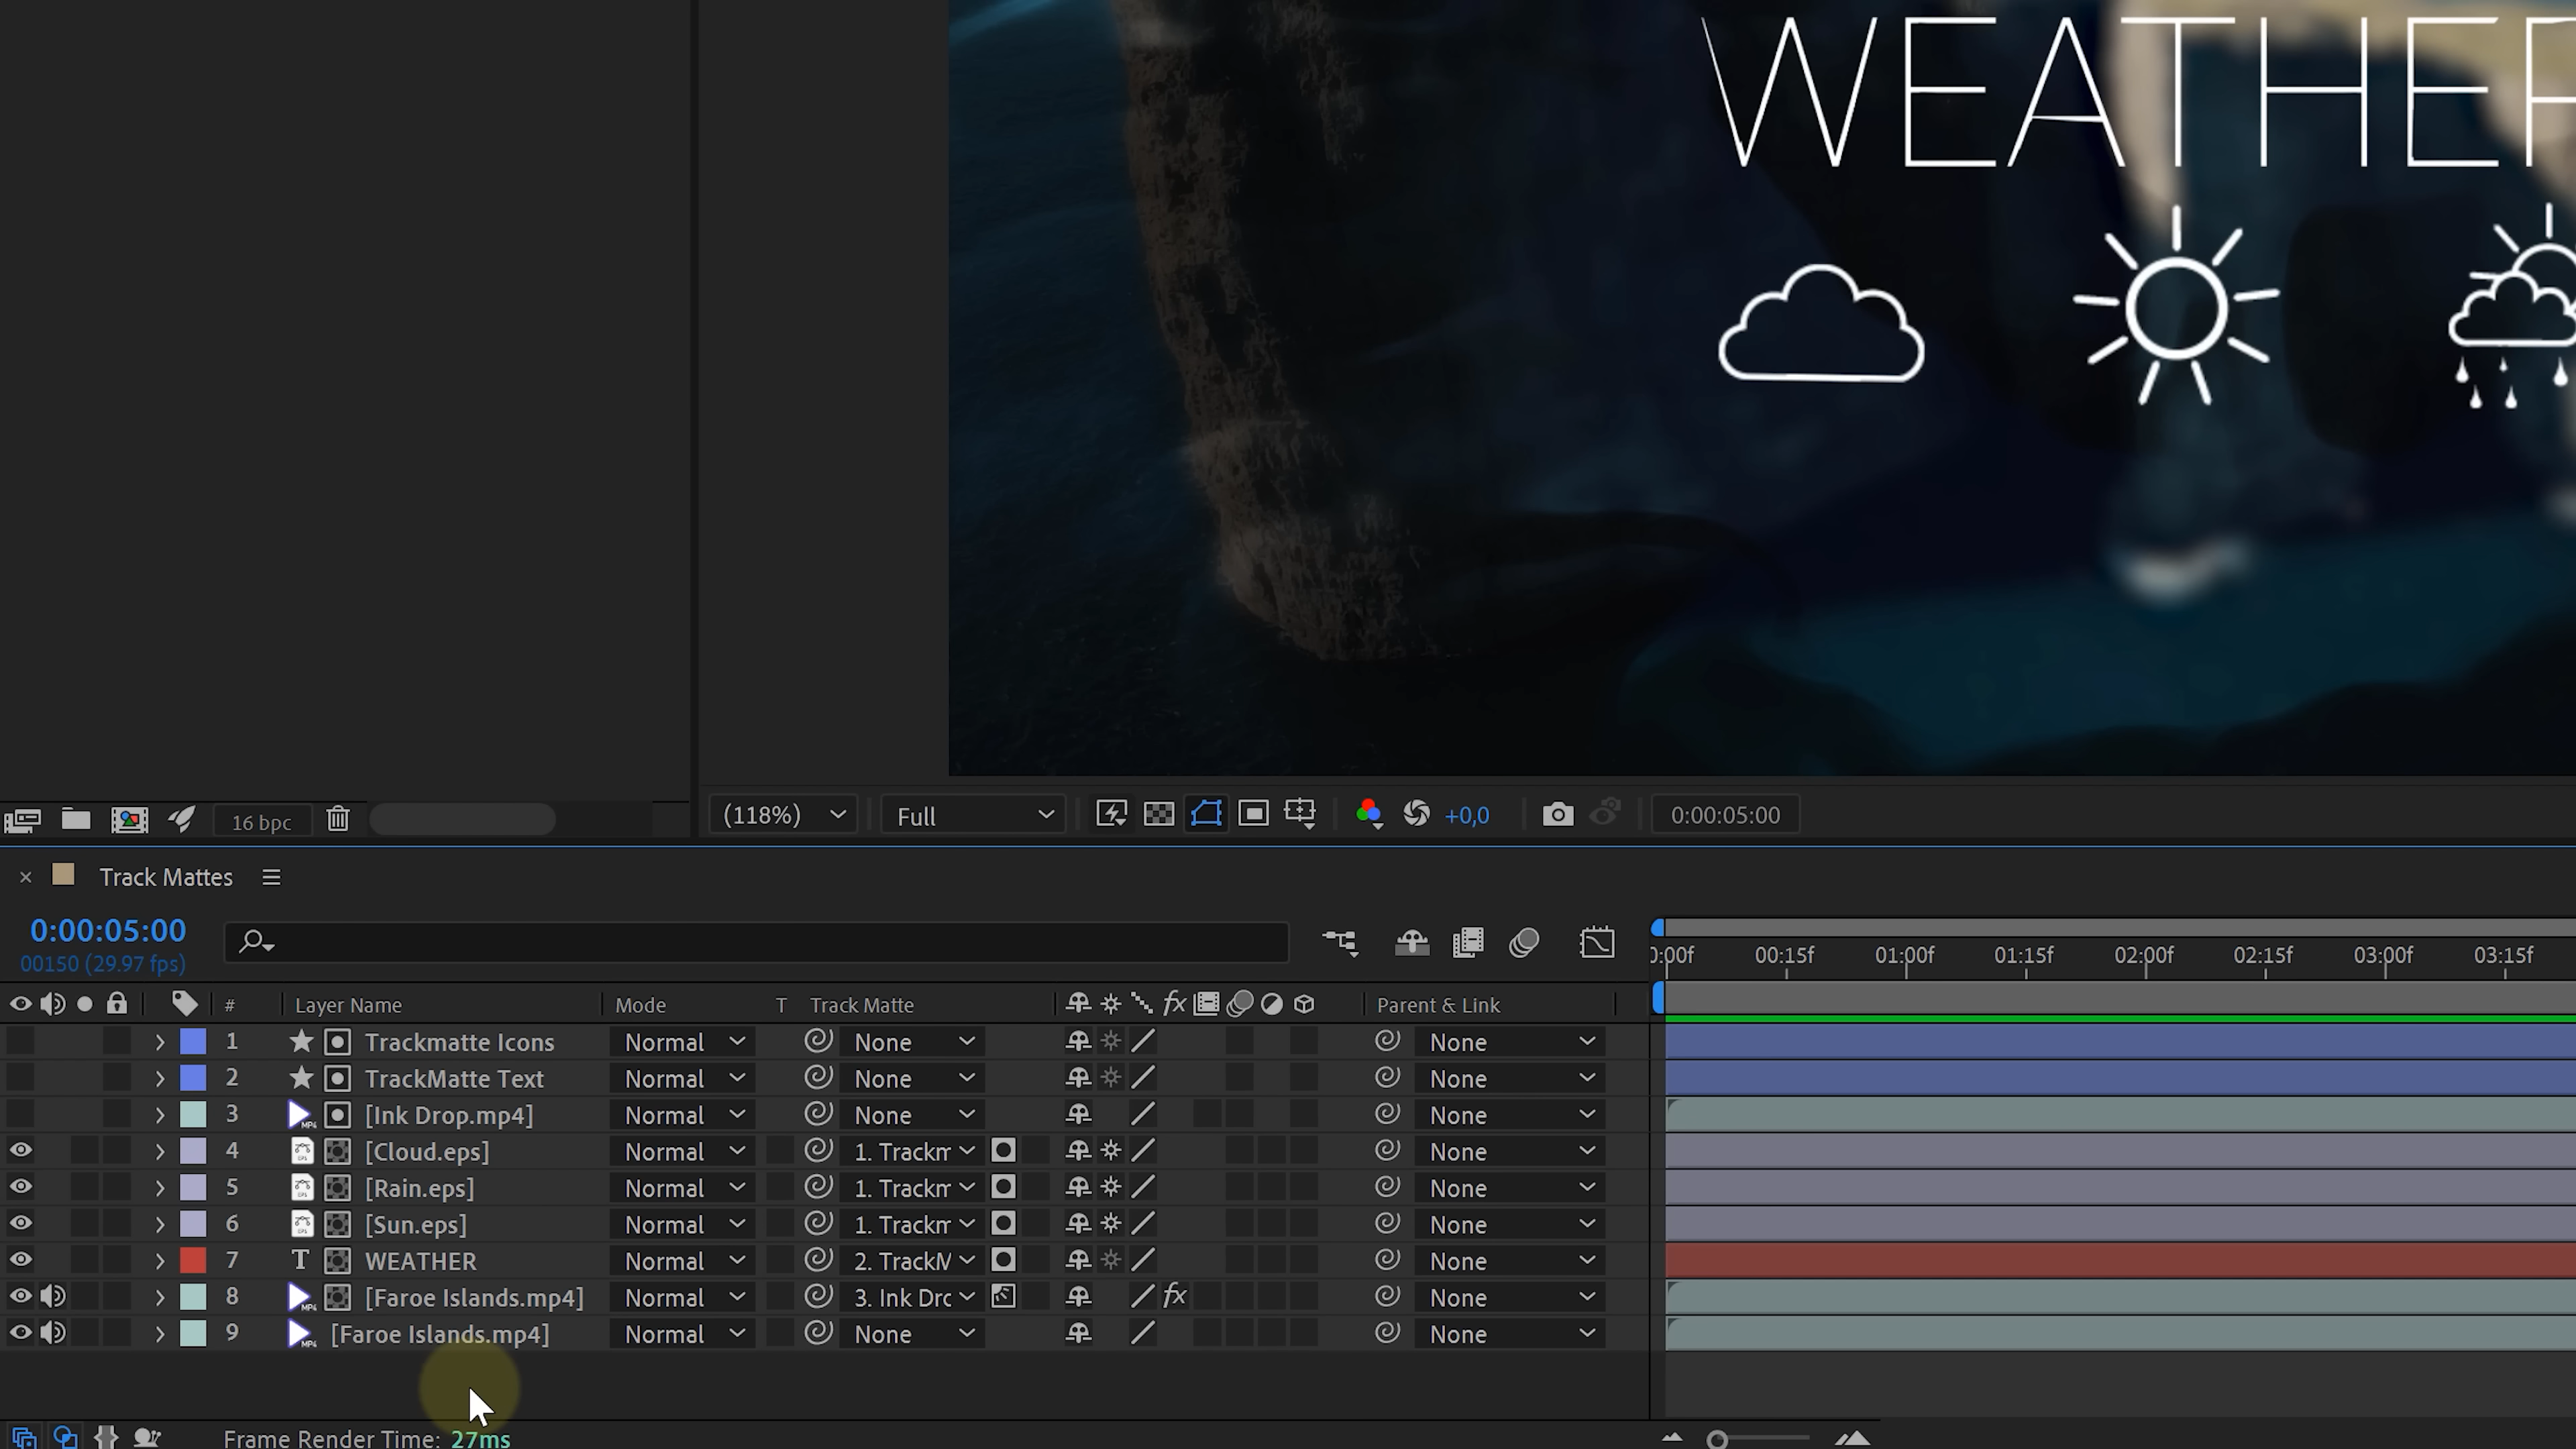 WEATHER
16 bpc
(118%) Full +0,0 0:00:05:00
Track Mattes
0:00:05:00
00150 (29.97 fps)
0:00f 00:15f 01:00f 01:15f 02:00f 02:15f 03:00f 03:15f
# Layer Name Mode T Track Matte fx Parent & Link
1 Trackmatte Icons Normal None None
2 TrackMatte Text Normal None None
3 [Ink Drop.mp4] Normal None None
4 [Cloud.eps] Normal 1. Trackm None
5 [Rain.eps] Normal 1. Trackm None
6 [Sun.eps] Normal 1. Trackm None
7 T WEATHER Normal 2. TrackM None
8 [Faroe Islands.mp4] Normal 3. Ink Dro fx None
9 [Faroe Islands.mp4] Normal None None
Frame Render Time: 27ms